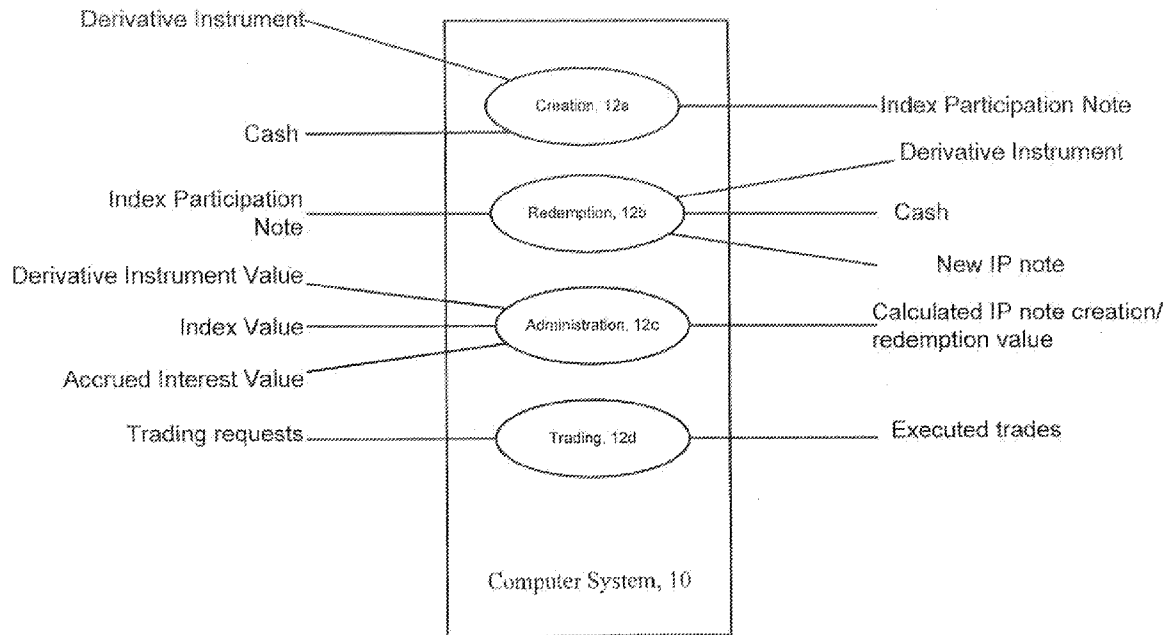 Derivative Instrument
Creation, 12a
Index Participation Note
Cash
Derivative Instrument
Index Participation
Note
Redemption, 12b
Cash
New IP note
Derivative Instrument Value
Index Value
Administration, 12c
Calculated IP note creation/
redemption value
Accrued Interest Value
Trading requests
Trading, 12d
Executed trades
Computer System, 10